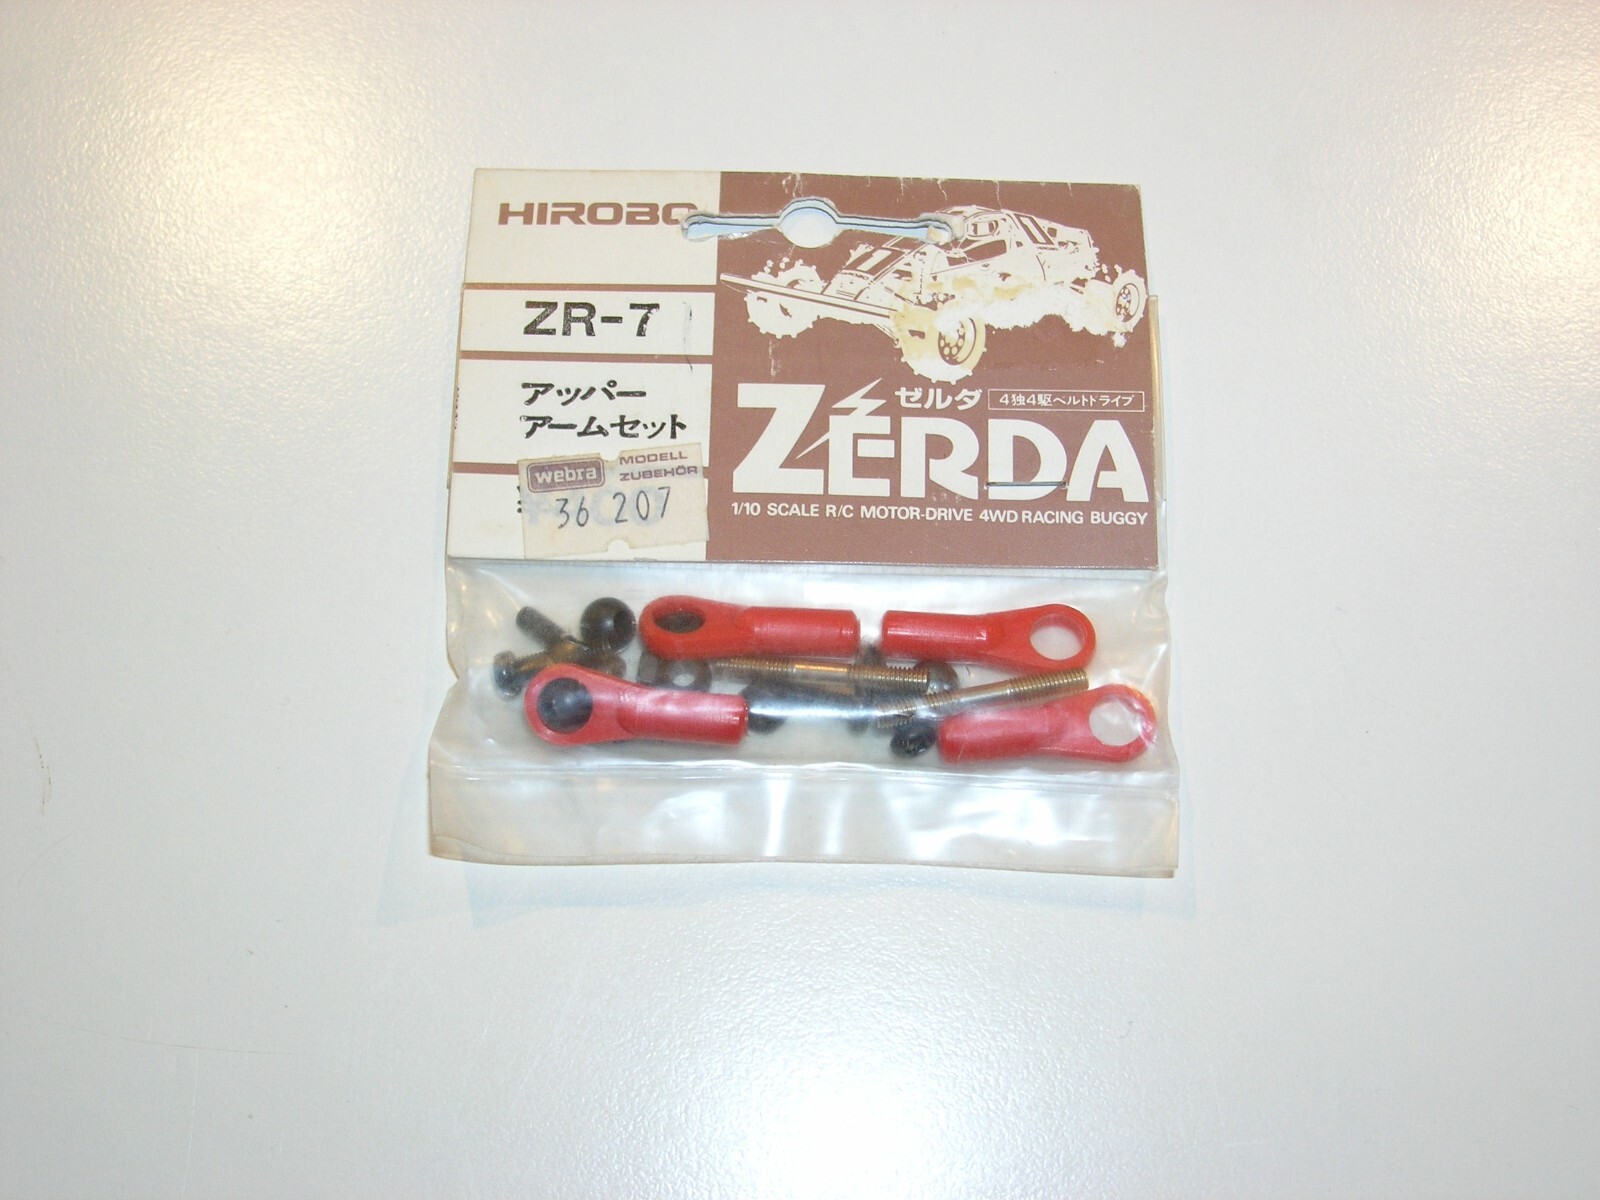 HIROBO
ZR-7
アッパー
アームセット
webra
MODELL
ZUBEHÖR
36 207
ゼルダ
4独4駆ベルトドライブ
ZERDA
1/10 SCALE R/C MOTOR-DRIVE 4WD RACING BUGGY